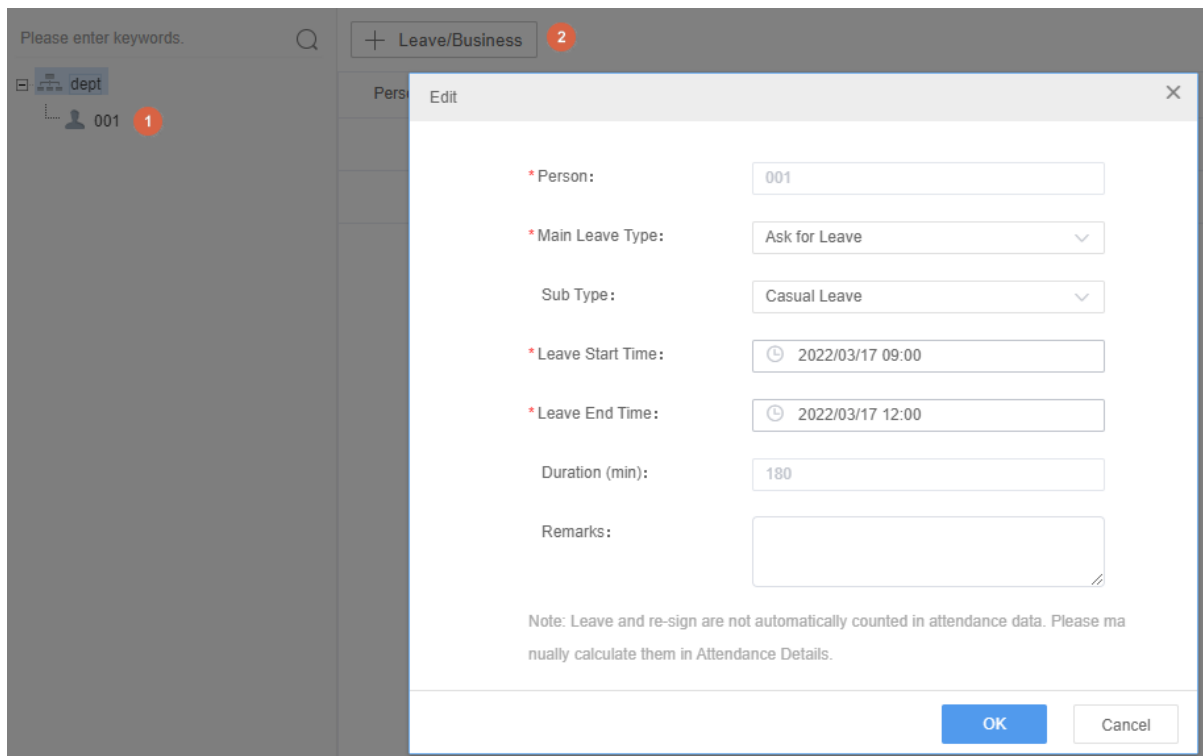 Please enter keywords.
+ Leave/Business
2
dept
001
1
Pers
Edit
*Person:
001
*Main Leave Type:
Ask for Leave
Sub Type:
Casual Leave
*Leave Start Time:
2022/03/17 09:00
*Leave End Time:
2022/03/17 12:00
Duration (min):
180
Remarks:
Note: Leave and re-sign are not automatically counted in attendance data. Please ma
nually calculate them in Attendance Details.
OK
Cancel